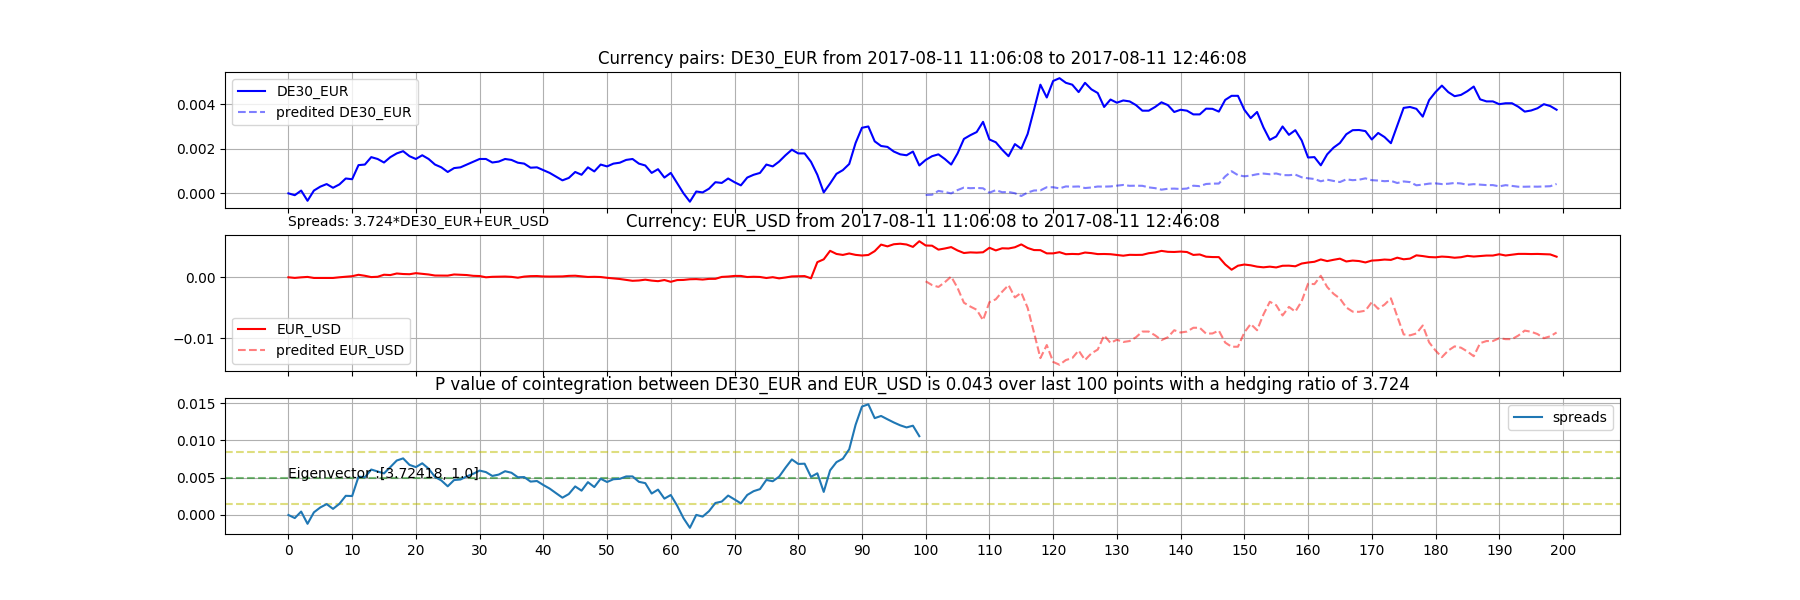 Currency pairs: DE30_EUR from 2017-08-11 11:06:08 to 2017-08-11 12:46:08
DE30_EUR
predited DE30_EUR
0.004
0.002
0.000
Spreads: 3.724*DE30_EUR+EUR_USD
Currency: EUR_USD from 2017-08-11 11:06:08 to 2017-08-11 12:46:08
0.00
−0.01
EUR_USD
predited EUR_USD
P value of cointegration between DE30_EUR and EUR_USD is 0.043 over last 100 points with a hedging ratio of 3.724
0.015
0.010
0.005
0.000
spreads
Eigenvector: [3.72418, 1.0]
0 10 20 30 40 50 60 70 80 90 100 110 120 130 140 150 160 170 180 190 200